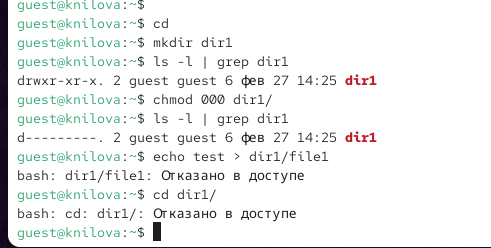 guest@knilova:~$
guest@knilova:~$ cd
guest@knilova:~$ mkdir dir1
guest@knilova:~$ ls -l | grep dir1
drwxr-xr-x. 2 guest guest 6 фев 27 14:25 dir1
guest@knilova:~$ chmod 000 dir1/
guest@knilova:~$ ls -l | grep dir1
d---------. 2 guest guest 6 фев 27 14:25 dir1
guest@knilova:~$ echo test > dir1/file1
bash: dir1/file1: Отказано в доступе
guest@knilova:~$ cd dir1/
bash: cd: dir1/: Отказано в доступе
guest@knilova:~$